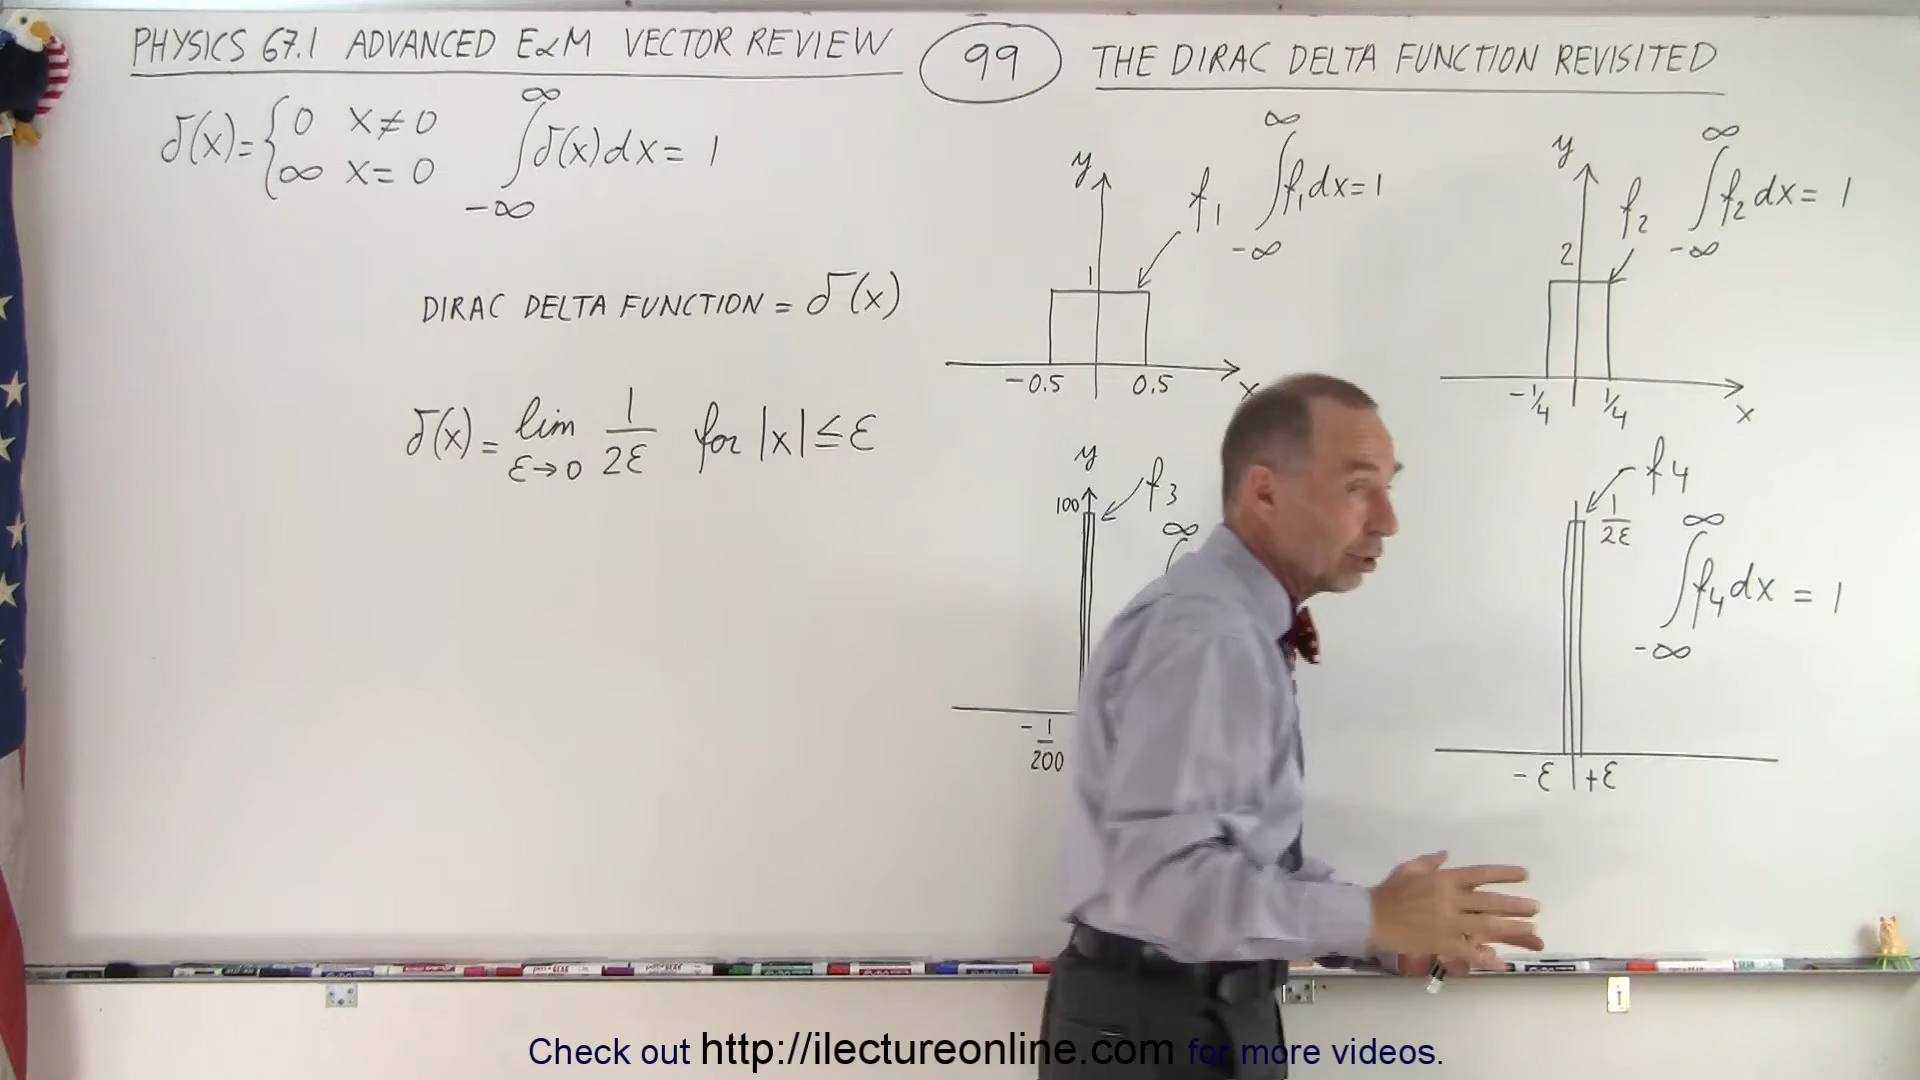 PHYSICS 67.1 ADVANCED E&M VECTOR REVIEW 99 THE DIRAC DELTA FUNCTION REVISITED
δ(x) = { 0 x ≠ 0
∞ x = 0
∫_{-∞}^{∞} δ(x) dx = 1
DIRAC DELTA FUNCTION = δ(x)
δ(x) = lim_{ε→0} 1/2ε for |x| ≤ ε
y
f₁
∫_{-∞}^{∞} f₁ dx = 1
1
-0.5 0.5 x
y
f₂
∫_{-∞}^{∞} f₂ dx = 1
2
-1/4 1/4 x
y
100
f₃
∞
∫
-1/200
f₄
1/2ε
∫_{-∞}^{∞} f₄ dx = 1
-ε +ε
Check out http://ilectureonline.com for more videos.